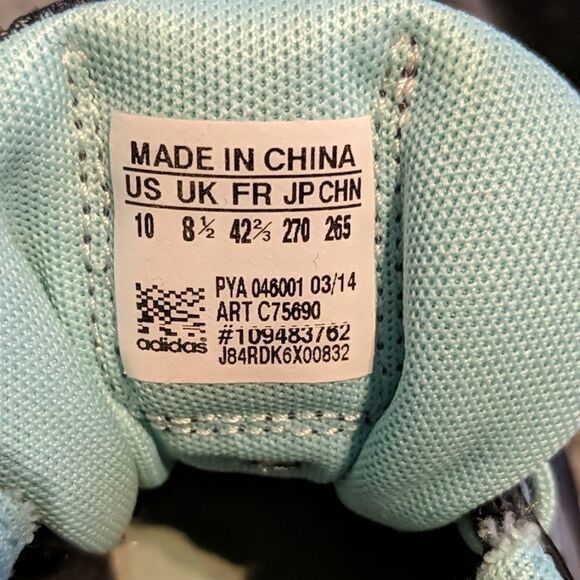 MADE IN CHINA
US UK FR JP CHN
10 8½ 42⅔ 270 265
PYA 046001 03/14
ART C75690
#109483762
adidas
J84RDK6X00832